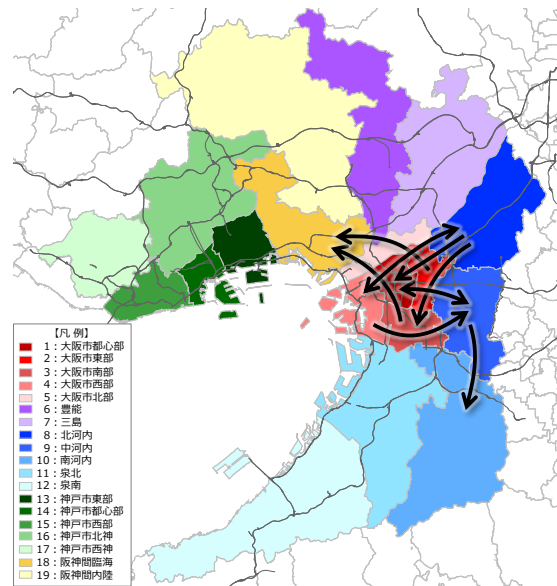 【凡 例】
1：大阪市都心部
2：大阪市東部
3：大阪市南部
4：大阪市西部
5：大阪市北部
6：豊能
7：三島
8：北河内
9：中河内
10：南河内
11：泉北
12：泉南
13：神戸市東部
14：神戸市都心部
15：神戸市西部
16：神戸市北神
17：神戸市西神
18：阪神間臨海
19：阪神間内陸